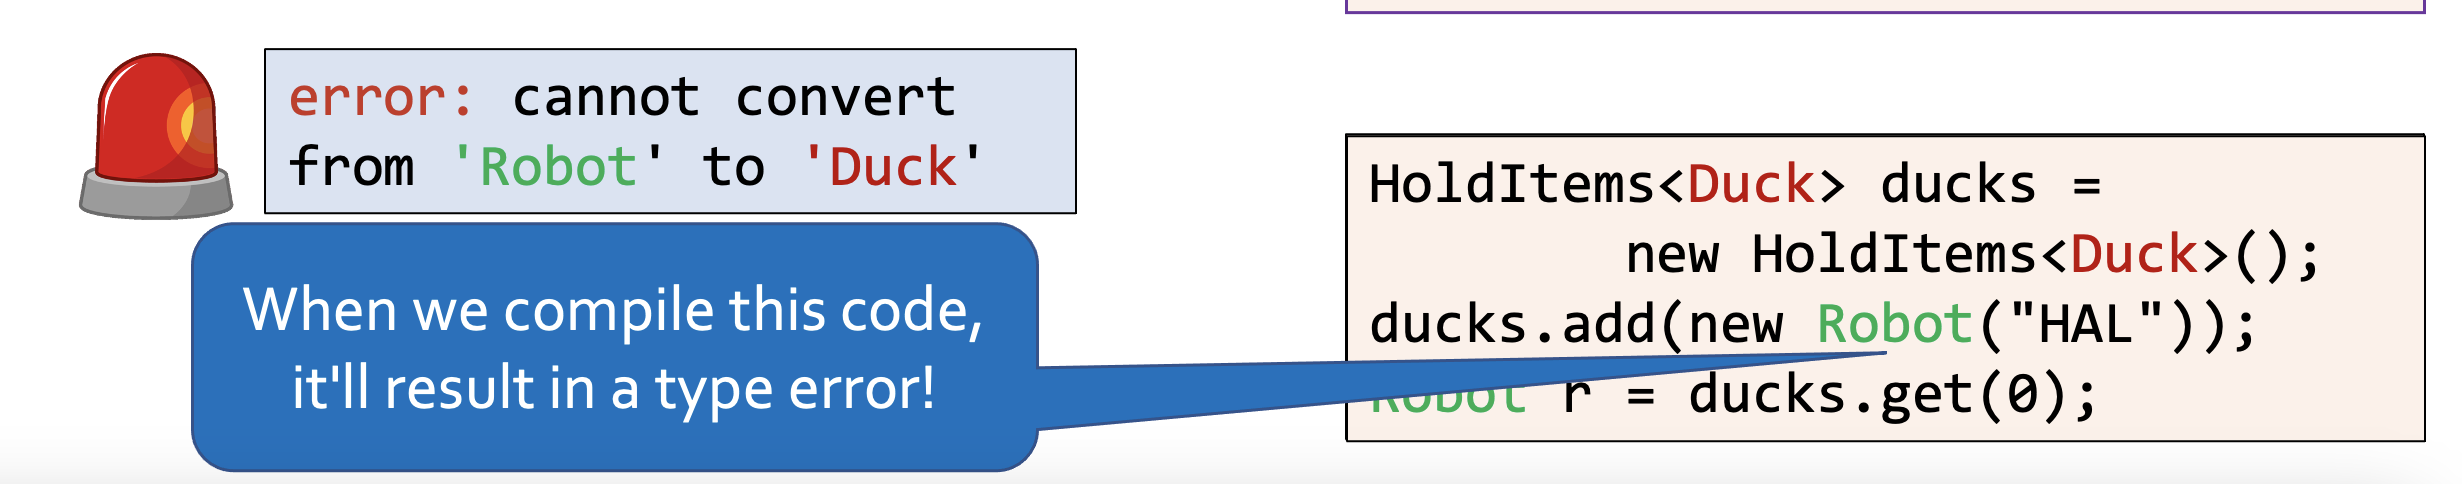 error: cannot convert
from 'Robot' to 'Duck'
When we compile this code,
it'll result in a type error!
HoldItems<Duck> ducks =
new HoldItems<Duck>();
ducks.add(new Robot("HAL"));
Robot r = ducks.get(0);